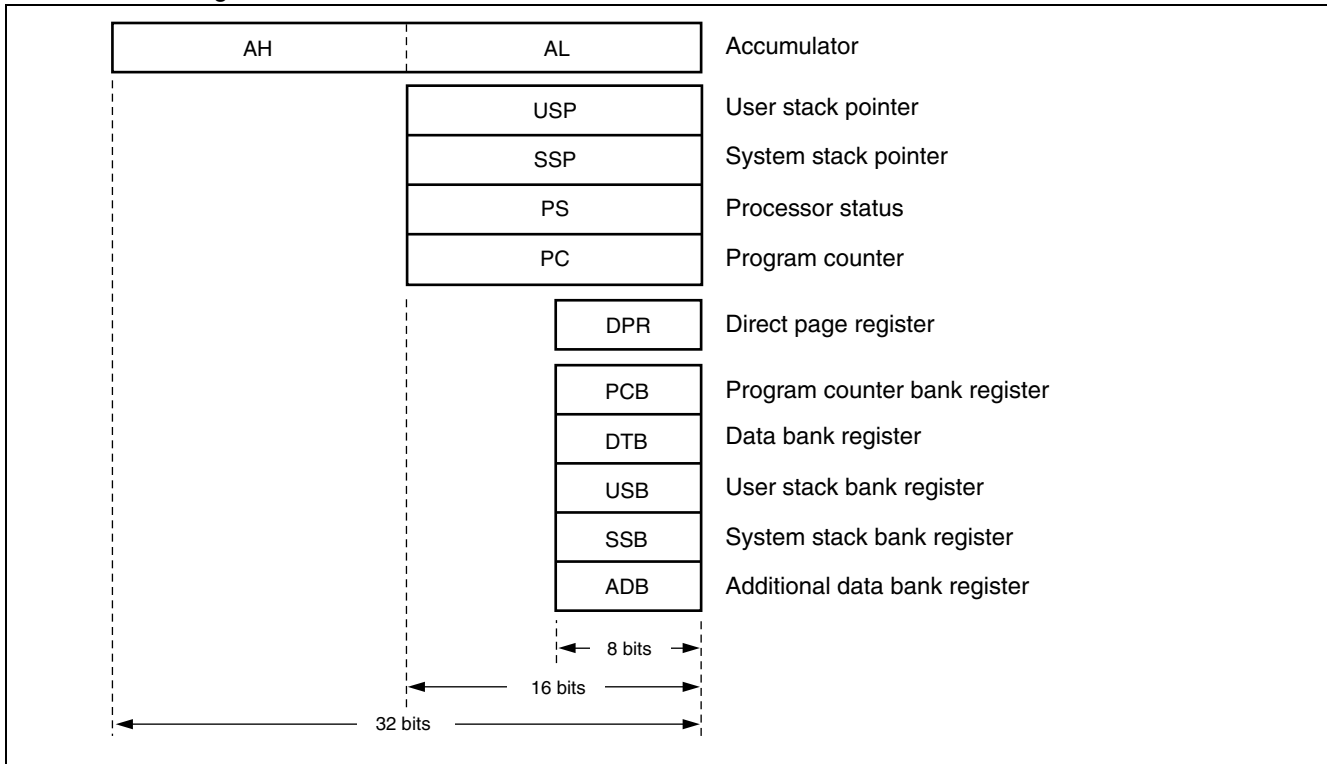 AH AL Accumulator
USP User stack pointer
SSP System stack pointer
PS Processor status
PC Program counter
DPR Direct page register
PCB Program counter bank register
DTB Data bank register
USB User stack bank register
SSB System stack bank register
ADB Additional data bank register
8 bits
16 bits
32 bits